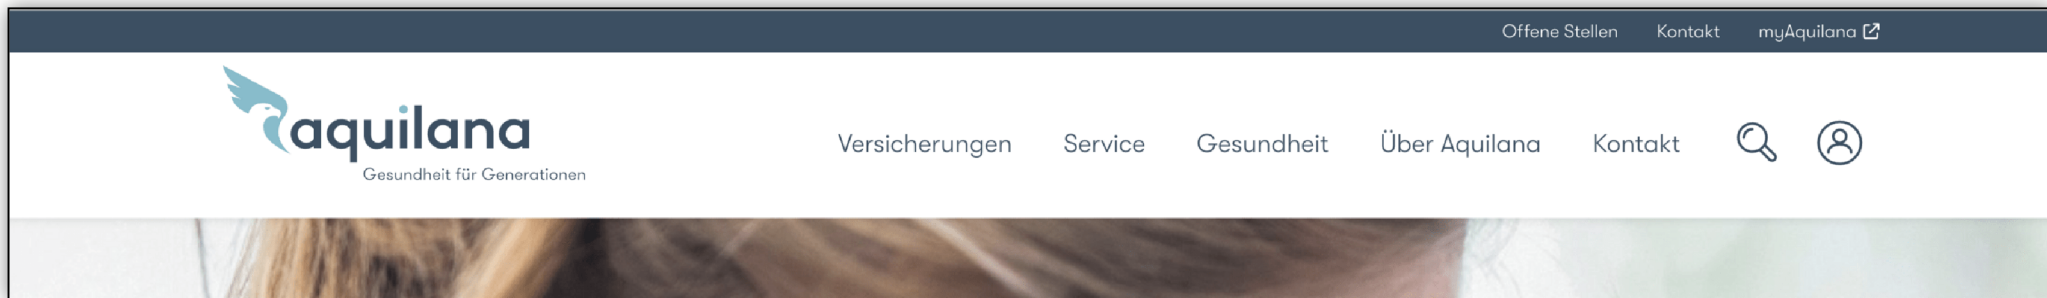 Offene Stellen Kontakt myAquilana
aquilana
Gesundheit für Generationen
Versicherungen Service Gesundheit Über Aquilana Kontakt